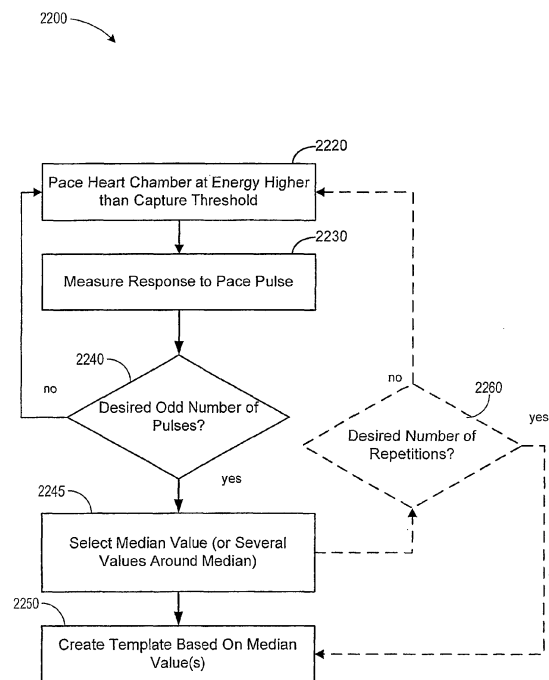 2200
2220
Pace Heart Chamber at Energy Higher
than Capture Threshold
2230
Measure Response to Pace Pulse
2240
no
Desired Odd Number of
Pulses?
yes
no
2260
yes
Desired Number of
Repetitions?
2245
Select Median Value (or Several
Values Around Median)
2250
Create Template Based On Median
Value(s)